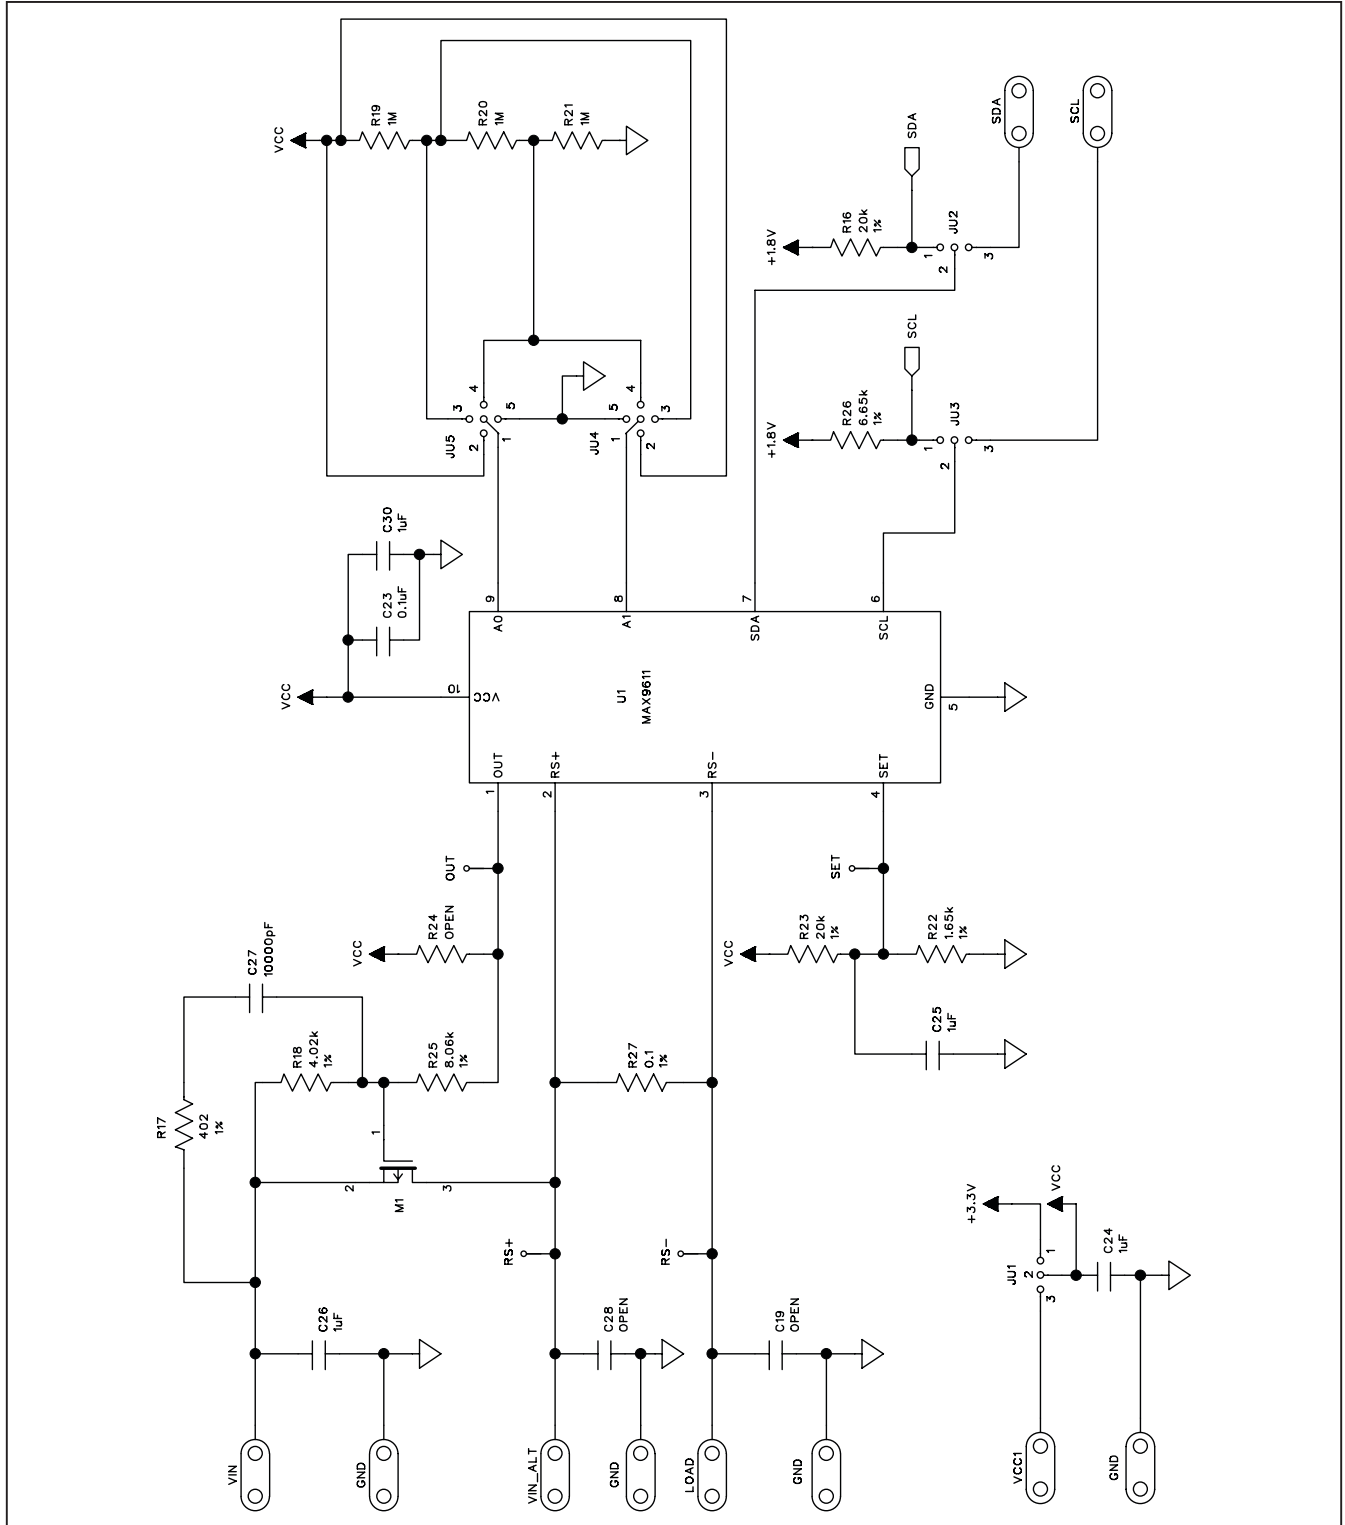 VCC
R19
1M
R20
1M
R21
1M
SDA
SCL
SDA
+1.8V
R16
20k
1%
JU2
1
2
3
SCL
+1.8V
R26
6.65k
1%
JU3
1
2
3
3
4
5
JU5
2
1
4
5
3
JU4
1
2
C30
1uF
C23
0.1uF
VCC
10
VCC
9
A0
8
A1
7
SDA
6
SCL
U1
MAX9611
GND
5
OUT
1
RS+
2
RS-
3
SET
4
OUT
SET
VCC
R24
OPEN
VCC
R23
20k
1%
R22
1.65k
1%
C25
1uF
C27
10000pF
R18
4.02k
1%
R25
8.06k
1%
R27
0.1
1%
R17
402
1%
1
2
3
M1
RS+
RS-
C26
1uF
C28
OPEN
C19
OPEN
+3.3V
VCC
JU1
1
2
3
C24
1uF
VIN
GND
VIN_ALT
GND
LOAD
GND
VCC1
GND